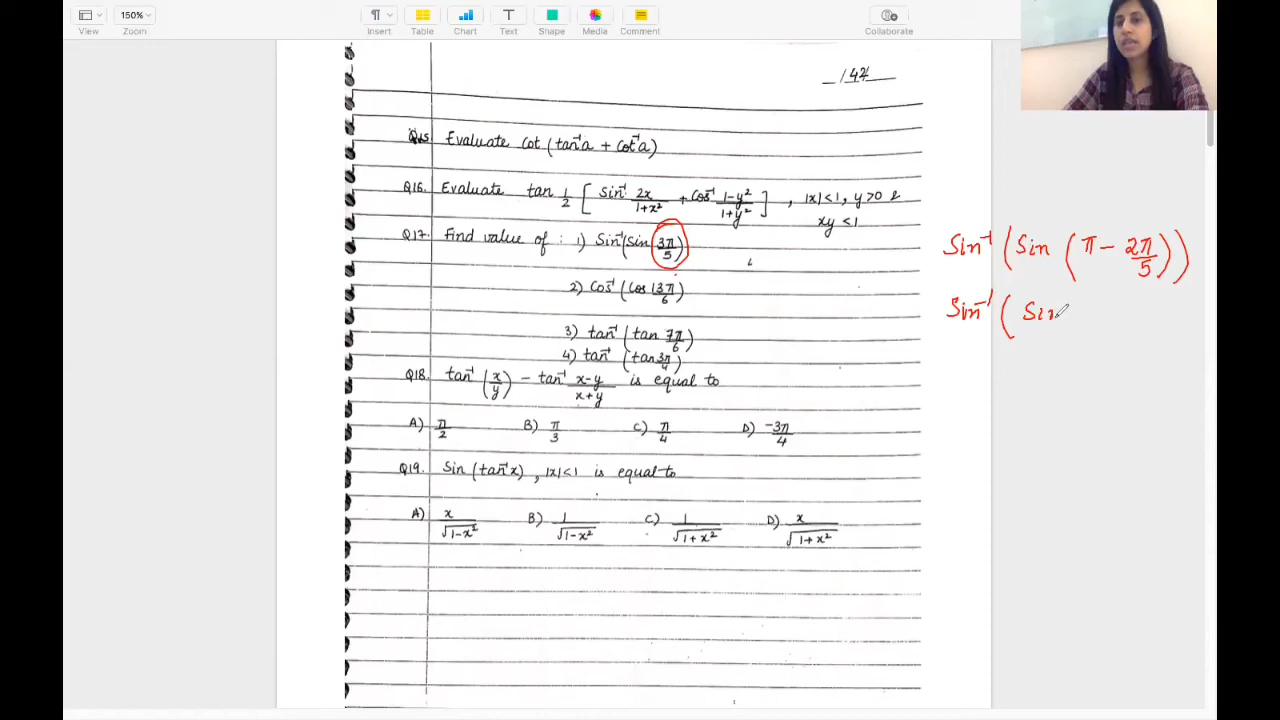 View
150%
Zoom
Insert
Table
Chart
Text
Shape
Media
Comment
Collaborate
Q15. Evaluate Cot (tan⁻¹a + cot⁻¹a)
Q16. Evaluate tan 1/2 [ Sin⁻¹ 2x/1+x² + Cos⁻¹ 1-y²/1+y² ] , |x|<1, y>0 &
xy <1
Q17. Find value of : 1) Sin⁻¹(sin 3π/5)
2) Cos⁻¹ (Cos 13π/6)
3) tan⁻¹ (tan 7π/6)
4) tan⁻¹ (tan 3π/4)
Q18. tan⁻¹ (x/y) - tan⁻¹ x-y/x+y is equal to
A) π/2 B) π/3 C) π/4 D) -3π/4
Q19. Sin (tan⁻¹x) , |x|<1 is equal to
A) x/√1-x² B) 1/√1-x² C) 1/√1+x² D) x/√1+x²
Sin⁻¹ (Sin (π - 2π/5))
Sin⁻¹ ( Sin